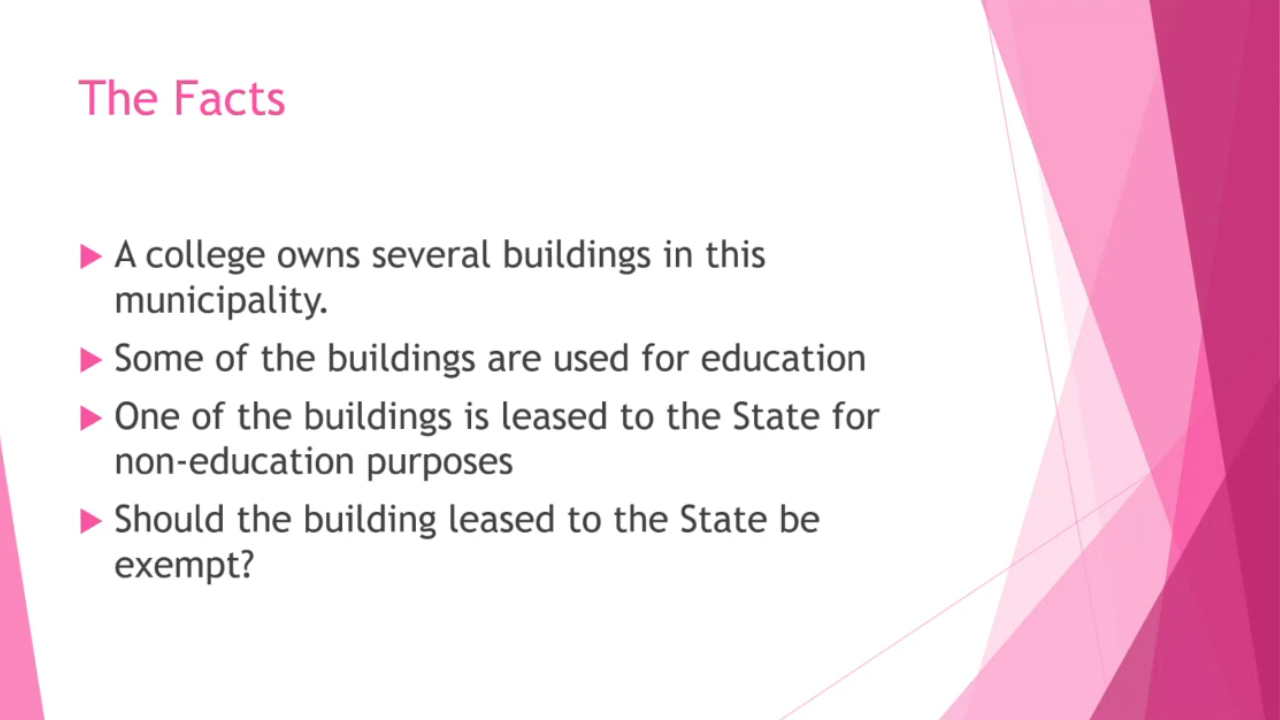 The Facts
A college owns several buildings in this
municipality.
Some of the buildings are used for education
One of the buildings is leased to the State for
non-education purposes
Should the building leased to the State be
exempt?